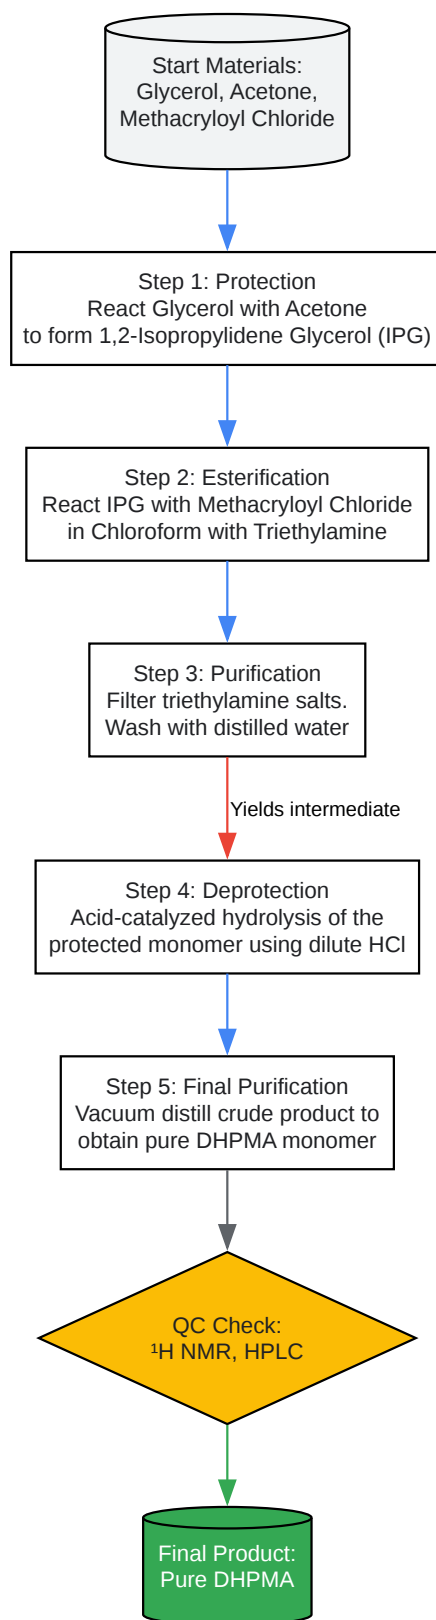 Start Materials:
Glycerol, Acetone,
Methacryloyl Chloride
Step 1: Protection
React Glycerol with Acetone
to form 1,2-Isopropylidene Glycerol (IPG)
Step 2: Esterification
React IPG with Methacryloyl Chloride
in Chloroform with Triethylamine
Step 3: Purification
Filter triethylamine salts.
Wash with distilled water
Yields intermediate
Step 4: Deprotection
Acid-catalyzed hydrolysis of the
protected monomer using dilute HCl
Step 5: Final Purification
Vacuum distill crude product to
obtain pure DHPMA monomer
QC Check:
¹H NMR, HPLC
Final Product:
Pure DHPMA